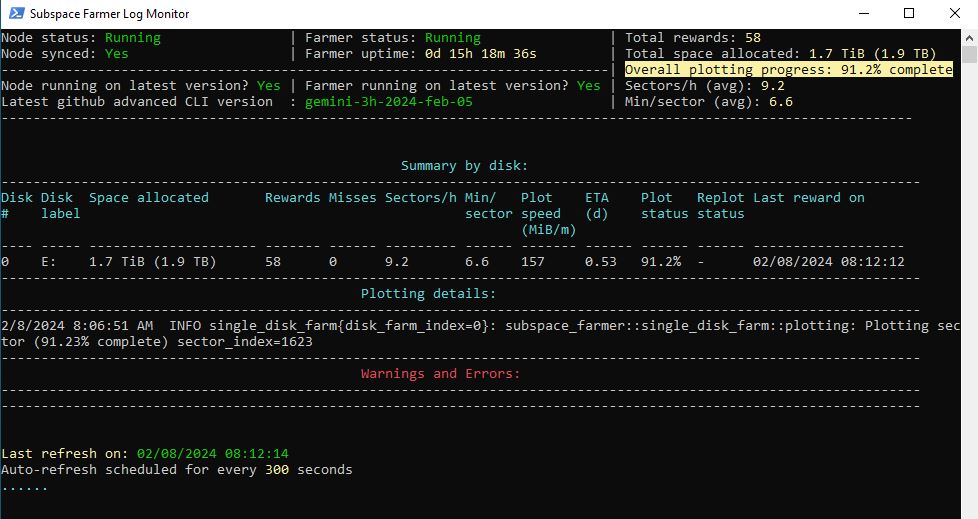 Subspace Farmer Log Monitor
Node status: Running | Farmer status: Running | Total rewards: 58
Node synced: Yes | Farmer uptime: 0d 15h 18m 36s | Total space allocated: 1.7 TiB (1.9 TB)
----------------------------------------------------------------------------| Overall plotting progress: 91.2% complete
Node running on latest version? Yes | Farmer running on latest version? Yes | Sectors/h (avg): 9.2
Latest github advanced CLI version : gemini-3h-2024-feb-05 | Min/sector (avg): 6.6
------------------------------------------------------------------------------------------------------------------
Summary by disk:
-------------------------------------------------------------------------------------------------------------------
Disk Disk Space allocated Rewards Misses Sectors/h Min/ Plot ETA Plot Replot Last reward on
# label sector speed (d) status status
(MiB/m)
---- ----- --------------------- ------- ------ --------- ------ ------- ----- ------ ------ -------------------
0 E: 1.7 TiB (1.9 TB) 58 0 9.2 6.6 157 0.53 91.2% - 02/08/2024 08:12:12
-------------------------------------------------------------------------------------------------------------------
Plotting details:
-------------------------------------------------------------------------------------------------------------------
2/8/2024 8:06:51 AM INFO single_disk_farm{disk_farm_index=0}: subspace_farmer::single_disk_farm::plotting: Plotting sec
tor (91.23% complete) sector_index=1623
-------------------------------------------------------------------------------------------------------------------
Warnings and Errors:
-------------------------------------------------------------------------------------------------------------------
-------------------------------------------------------------------------------------------------------------------
Last refresh on: 02/08/2024 08:12:14
Auto-refresh scheduled for every 300 seconds
......